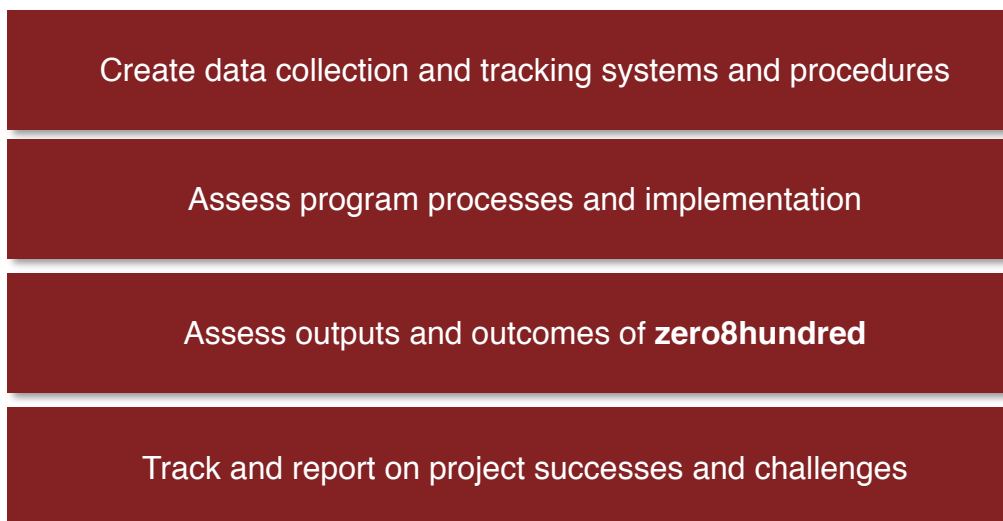 Create data collection and tracking systems and procedures
Assess program processes and implementation
Assess outputs and outcomes of zero8hundred
Track and report on project successes and challenges